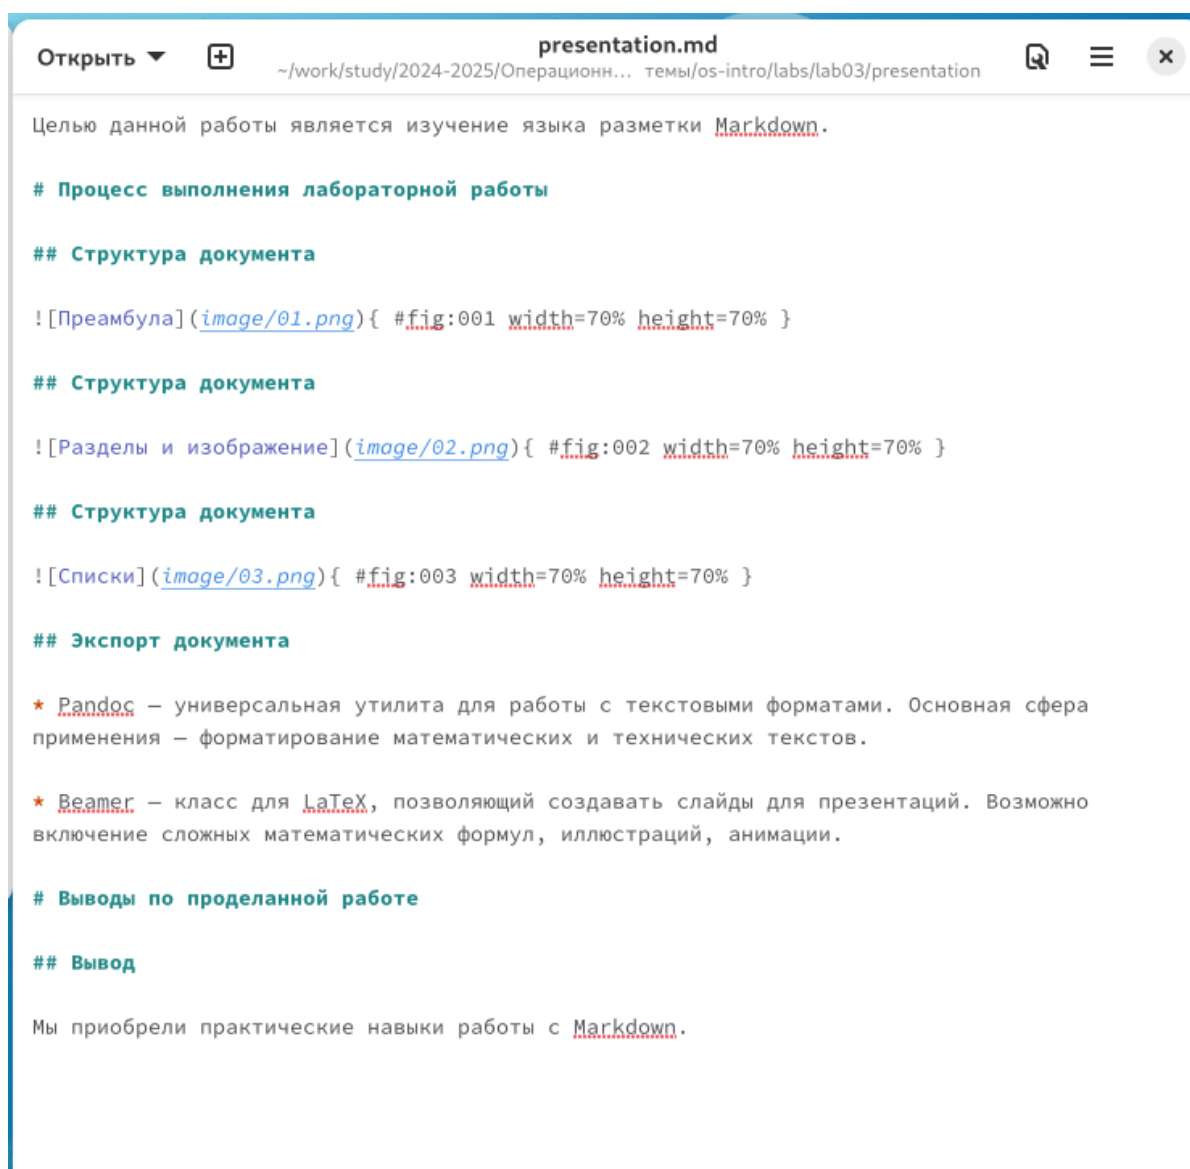 Открыть
presentation.md
~/work/study/2024-2025/Операционн... темы/os-intro/labs/lab03/presentation
Целью данной работы является изучение языка разметки Markdown.
# Процесс выполнения лабораторной работы
## Структура документа
![Преамбула](image/01.png){ #fig:001 width=70% height=70% }
## Структура документа
![Разделы и изображение](image/02.png){ #fig:002 width=70% height=70% }
## Структура документа
![Списки](image/03.png){ #fig:003 width=70% height=70% }
## Экспорт документа
* Pandoc — универсальная утилита для работы с текстовыми форматами. Основная сфера
применения — форматирование математических и технических текстов.
* Beamer — класс для LaTeX, позволяющий создавать слайды для презентаций. Возможно
включение сложных математических формул, иллюстраций, анимации.
# Выводы по проделанной работе
## Вывод
Мы приобрели практические навыки работы с Markdown.